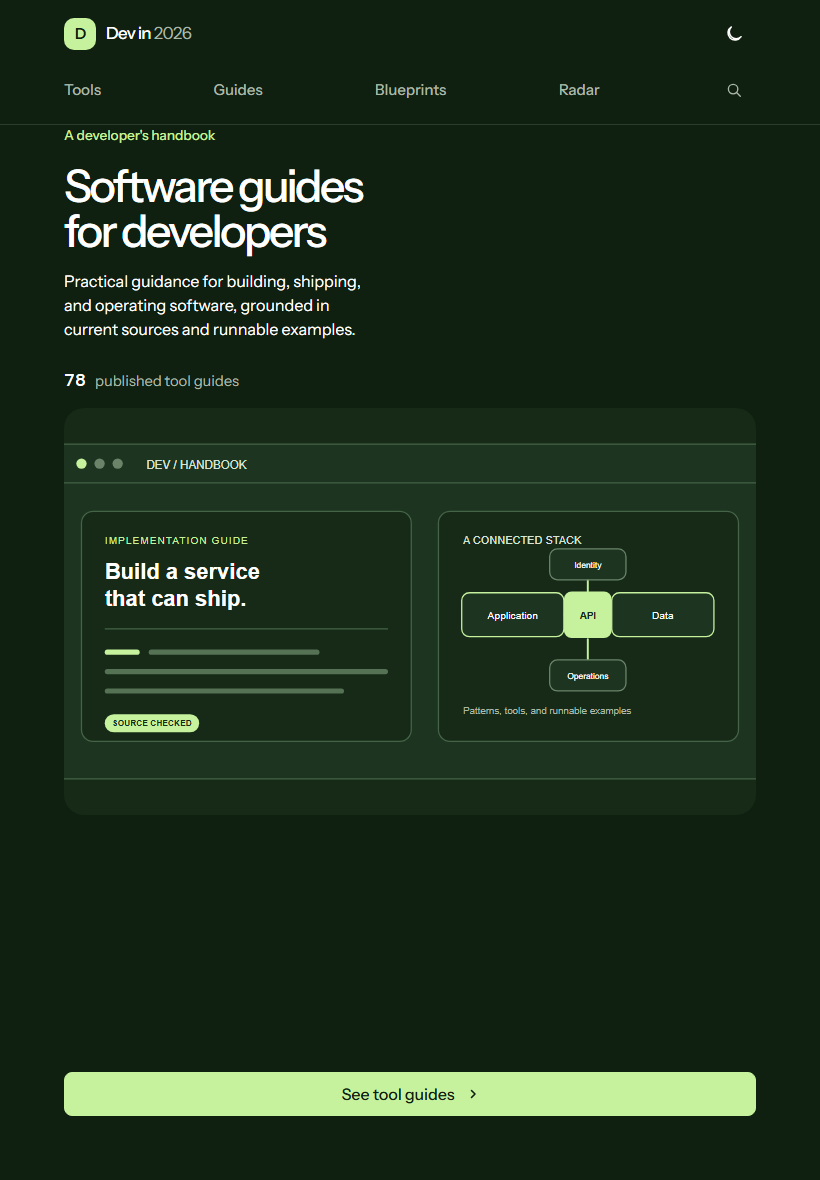 D Dev in 2026
Tools Guides Blueprints Radar
A developer's handbook
Software guides
for developers
Practical guidance for building, shipping,
and operating software, grounded in
current sources and runnable examples.
78 published tool guides
DEV / HANDBOOK
IMPLEMENTATION GUIDE
Build a service
that can ship.
SOURCE CHECKED
A CONNECTED STACK
Identity
Application API Data
Operations
Patterns, tools, and runnable examples
See tool guides